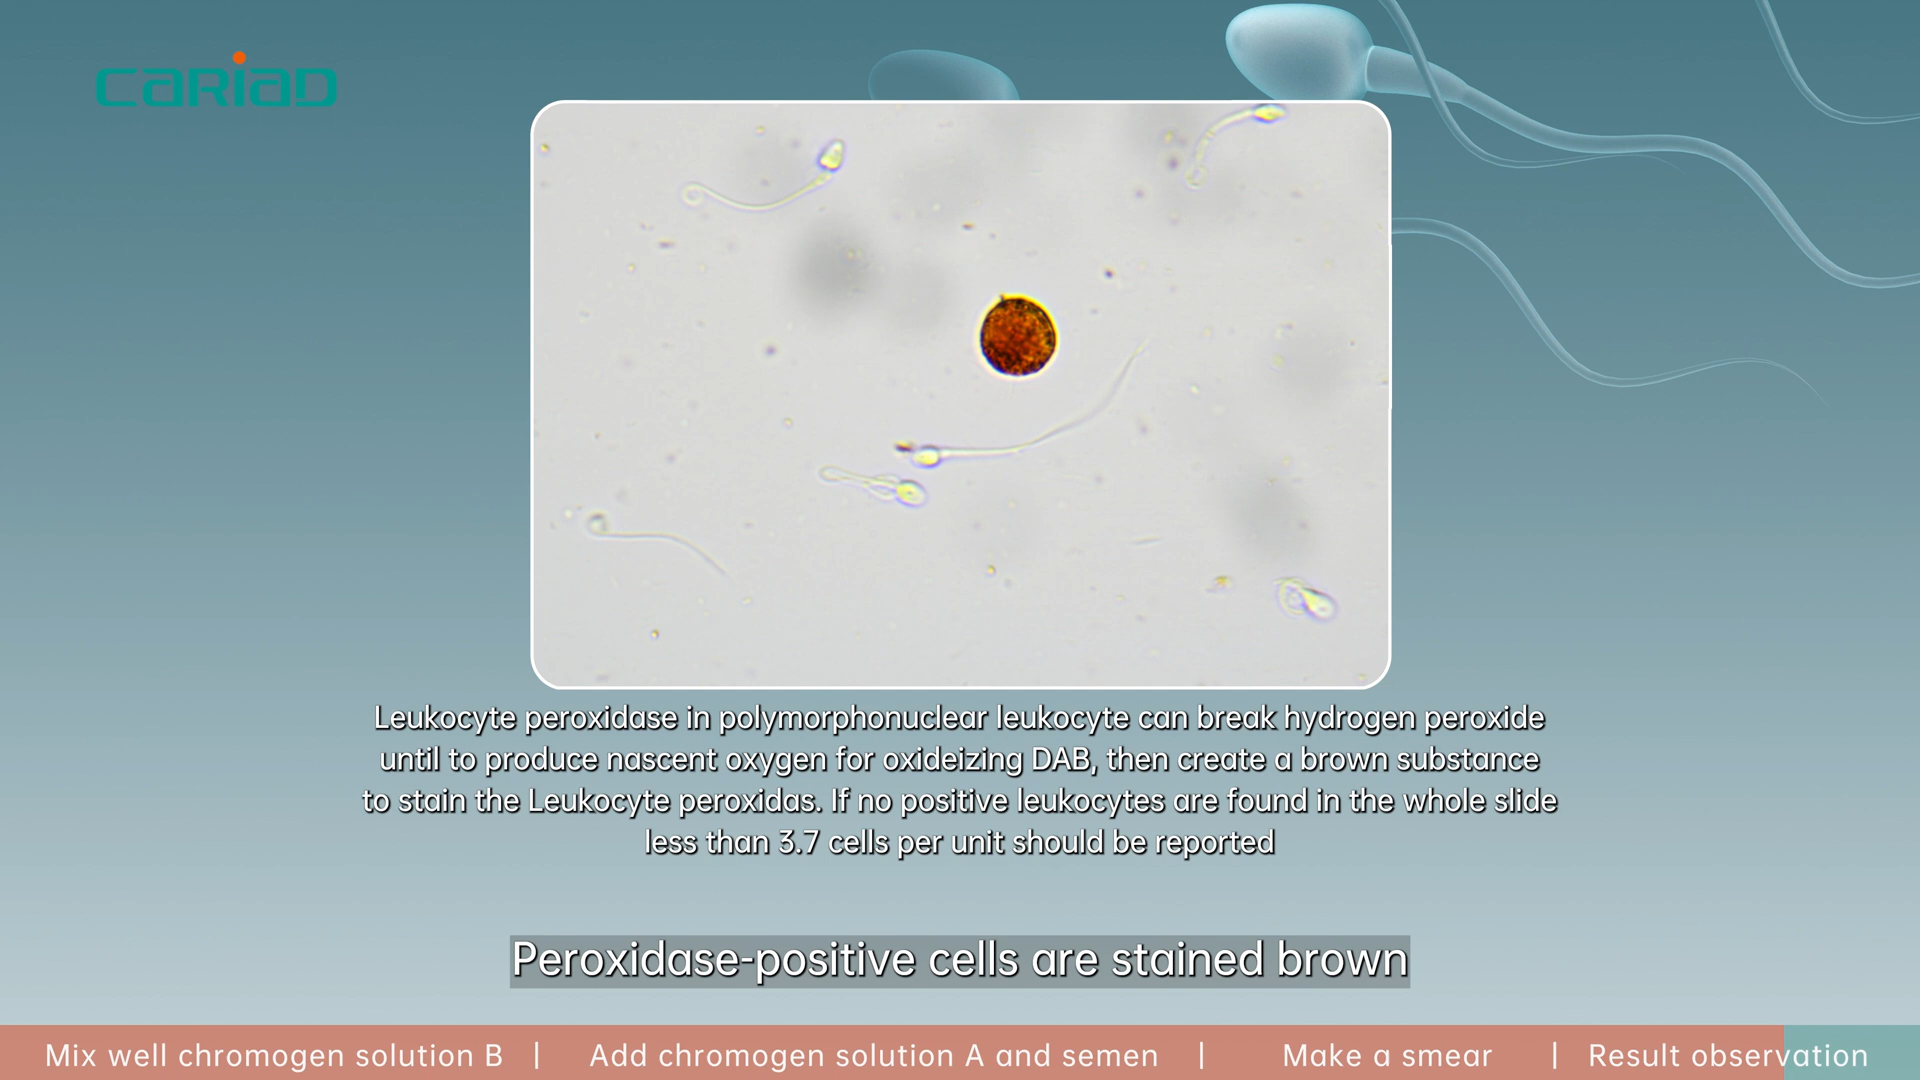 CARIAD
Leukocyte peroxidase in polymorphonuclear leukocyte can break hydrogen peroxide
until to produce nascent oxygen for oxideizing DAB, then create a brown substance
to stain the Leukocyte peroxidas. If no positive leukocytes are found in the whole slide
less than 3.7 cells per unit should be reported
Peroxidase-positive cells are stained brown
Mix well chromogen solution B | Add chromogen solution A and semen | Make a smear | Result observation